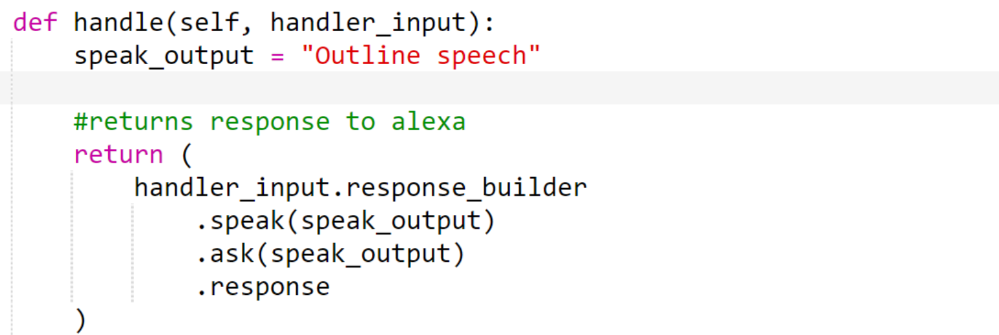 def handle(self, handler_input):
    speak_output = "Outline speech"
    #returns response to alexa
    return (
        handler_input.response_builder
            .speak(speak_output)
            .ask(speak_output)
            .response
    )